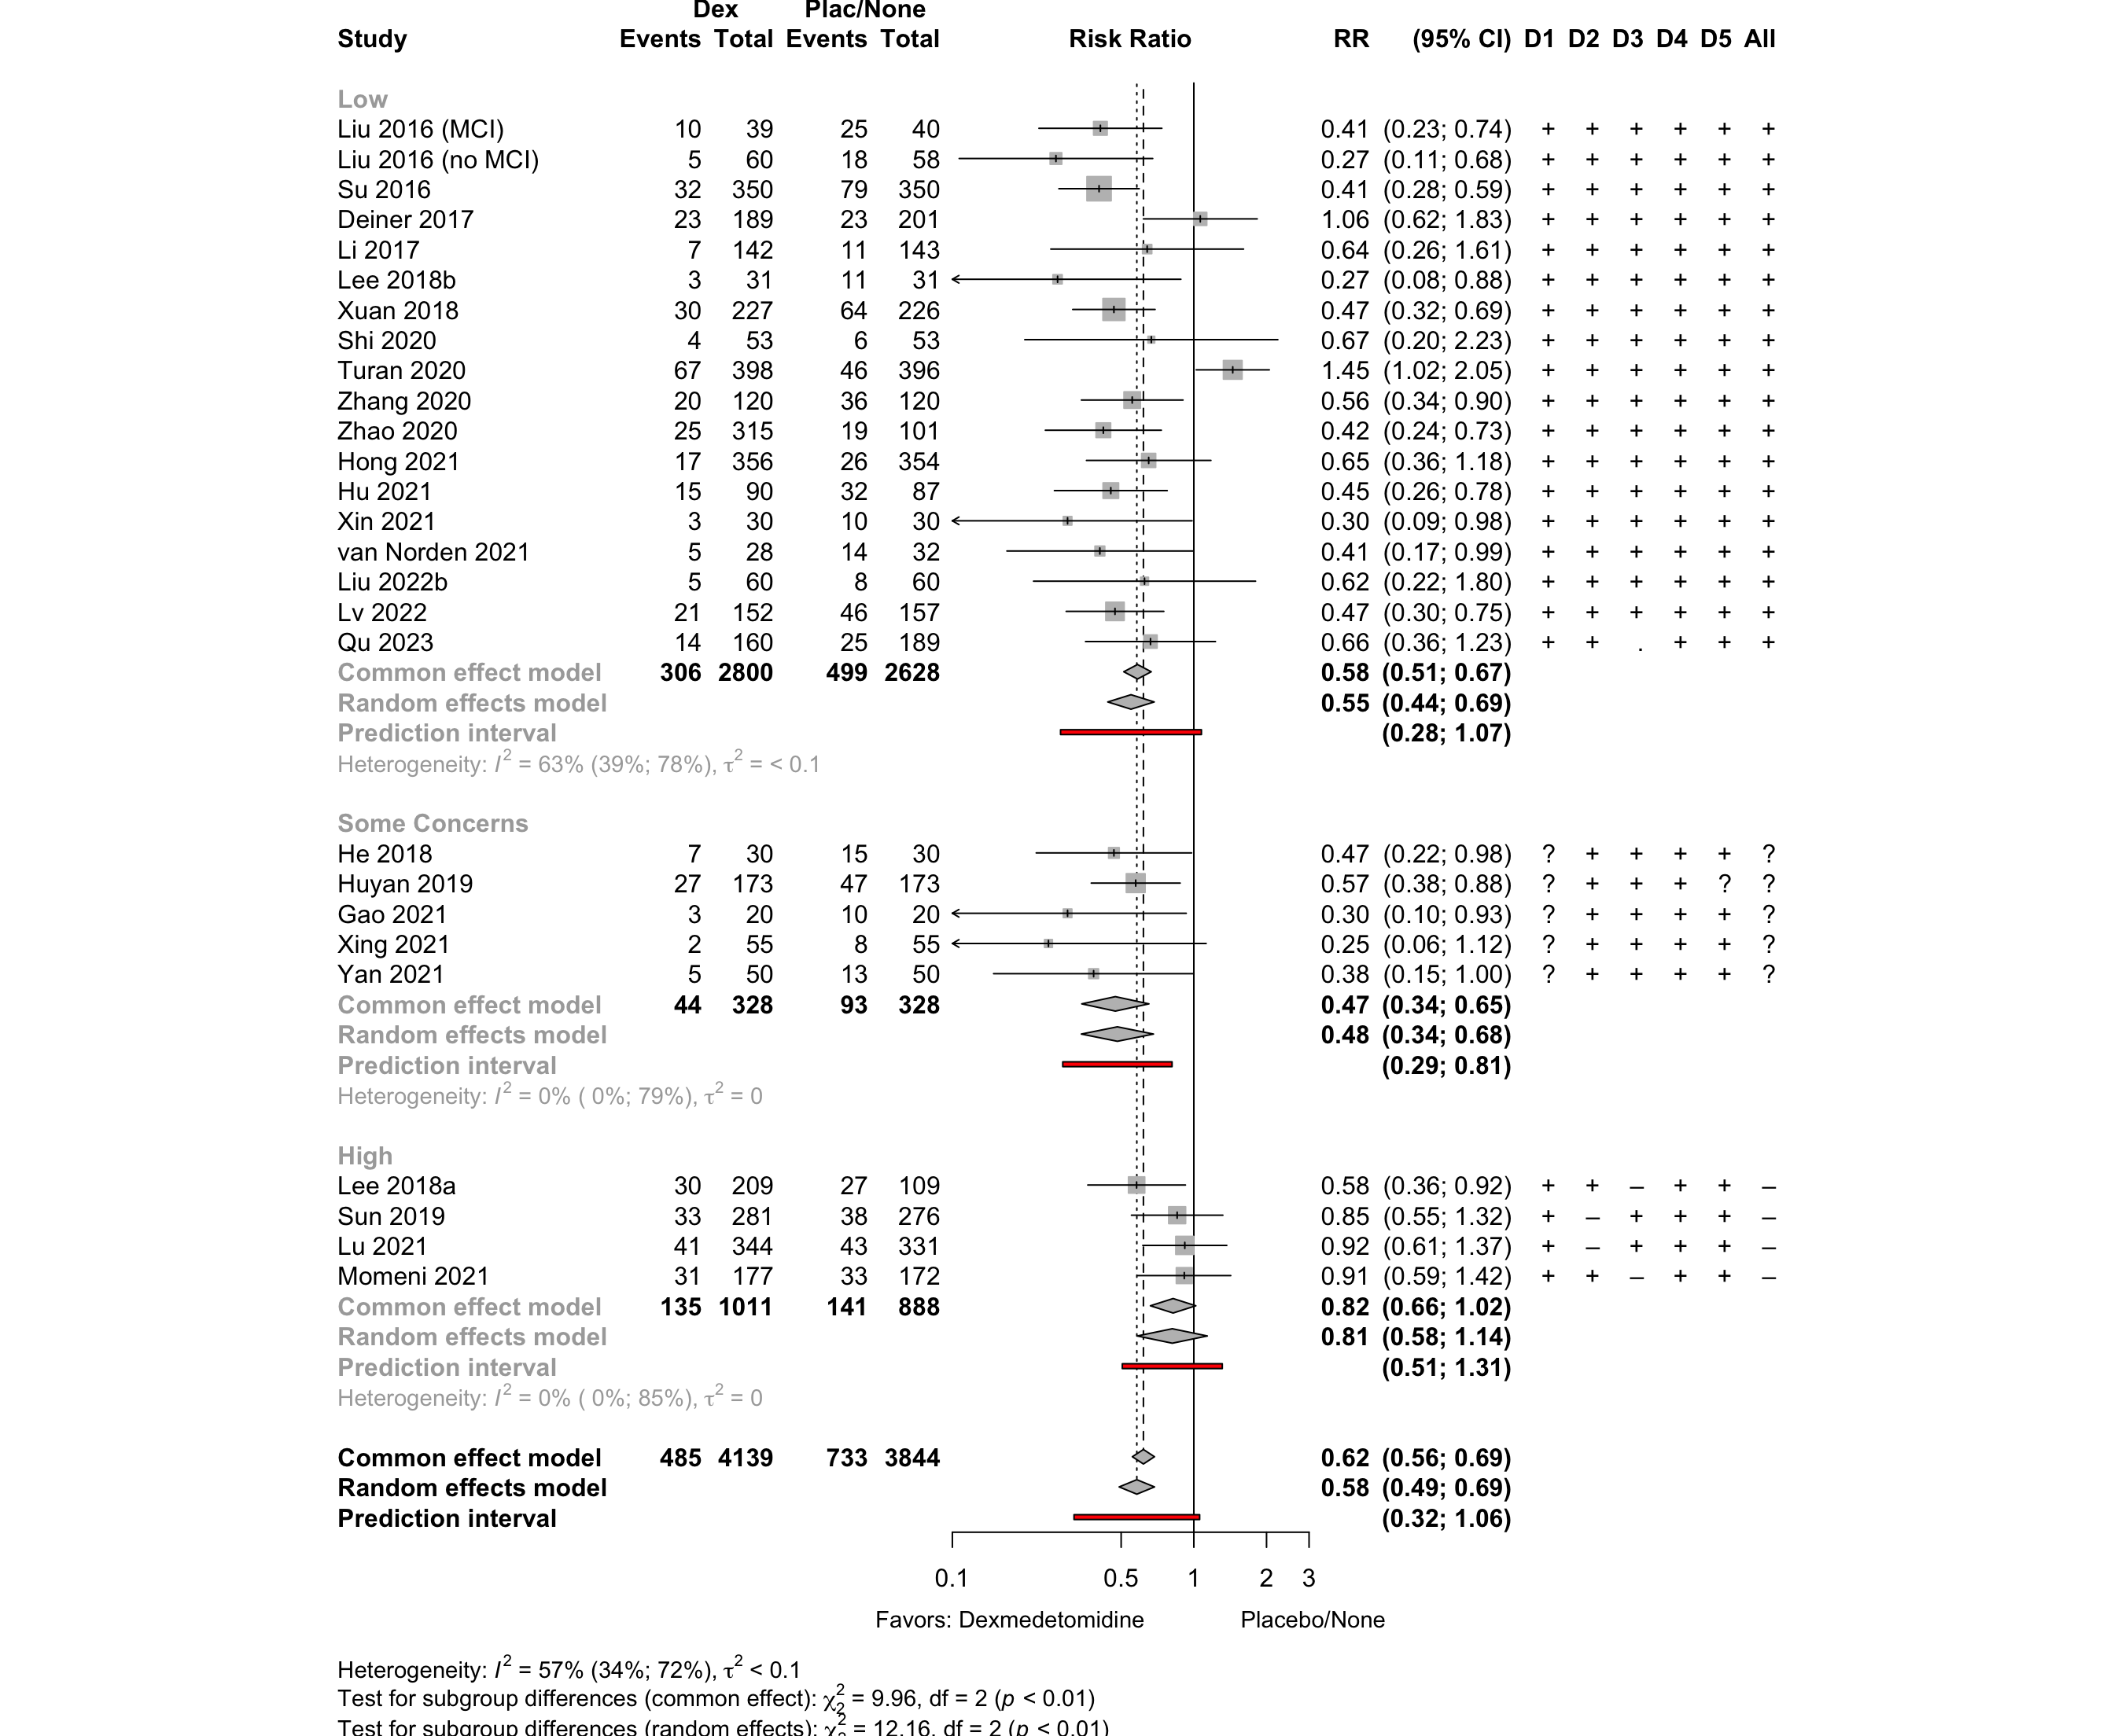 Dex Plac/None
Study Events Total Events Total Risk Ratio RR (95% CI) D1 D2 D3 D4 D5 All
Low
Liu 2016 (MCI) 10 39 25 40 0.41 (0.23; 0.74) + + + + + +
Liu 2016 (no MCI) 5 60 18 58 0.27 (0.11; 0.68) + + + + + +
Su 2016 32 350 79 350 0.41 (0.28; 0.59) + + + + + +
Deiner 2017 23 189 23 201 1.06 (0.62; 1.83) + + + + + +
Li 2017 7 142 11 143 0.64 (0.26; 1.61) + + + + + +
Lee 2018b 3 31 11 31 0.27 (0.08; 0.88) + + + + + +
Xuan 2018 30 227 64 226 0.47 (0.32; 0.69) + + + + + +
Shi 2020 4 53 6 53 0.67 (0.20; 2.23) + + + + + +
Turan 2020 67 398 46 396 1.45 (1.02; 2.05) + + + + + +
Zhang 2020 20 120 36 120 0.56 (0.34; 0.90) + + + + + +
Zhao 2020 25 315 19 101 0.42 (0.24; 0.73) + + + + + +
Hong 2021 17 356 26 354 0.65 (0.36; 1.18) + + + + + +
Hu 2021 15 90 32 87 0.45 (0.26; 0.78) + + + + + +
Xin 2021 3 30 10 30 0.30 (0.09; 0.98) + + + + + +
van Norden 2021 5 28 14 32 0.41 (0.17; 0.99) + + + + + +
Liu 2022b 5 60 8 60 0.62 (0.22; 1.80) + + + + + +
Lv 2022 21 152 46 157 0.47 (0.30; 0.75) + + + + + +
Qu 2023 14 160 25 189 0.66 (0.36; 1.23) + + . + + +
Common effect model 306 2800 499 2628 0.58 (0.51; 0.67)
Random effects model 0.55 (0.44; 0.69)
Prediction interval (0.28; 1.07)
Heterogeneity: I² = 63% (39%; 78%), τ² = < 0.1
Some Concerns
He 2018 7 30 15 30 0.47 (0.22; 0.98) ? + + + + ?
Huyan 2019 27 173 47 173 0.57 (0.38; 0.88) ? + + + ? ?
Gao 2021 3 20 10 20 0.30 (0.10; 0.93) ? + + + + ?
Xing 2021 2 55 8 55 0.25 (0.06; 1.12) ? + + + + ?
Yan 2021 5 50 13 50 0.38 (0.15; 1.00) ? + + + + ?
Common effect model 44 328 93 328 0.47 (0.34; 0.65)
Random effects model 0.48 (0.34; 0.68)
Prediction interval (0.29; 0.81)
Heterogeneity: I² = 0% ( 0%; 79%), τ² = 0
High
Lee 2018a 30 209 27 109 0.58 (0.36; 0.92) + + – + + –
Sun 2019 33 281 38 276 0.85 (0.55; 1.32) + – + + + –
Lu 2021 41 344 43 331 0.92 (0.61; 1.37) + – + + + –
Momeni 2021 31 177 33 172 0.91 (0.59; 1.42) + + – + + –
Common effect model 135 1011 141 888 0.82 (0.66; 1.02)
Random effects model 0.81 (0.58; 1.14)
Prediction interval (0.51; 1.31)
Heterogeneity: I² = 0% ( 0%; 85%), τ² = 0
Common effect model 485 4139 733 3844 0.62 (0.56; 0.69)
Random effects model 0.58 (0.49; 0.69)
Prediction interval (0.32; 1.06)
0.1 0.5 1 2 3
Favors: Dexmedetomidine Placebo/None
Heterogeneity: I² = 57% (34%; 72%), τ² < 0.1
Test for subgroup differences (common effect): χ²₂ = 9.96, df = 2 (p < 0.01)
Test for subgroup differences (random effects): χ²₂ = 12.16, df = 2 (p < 0.01)